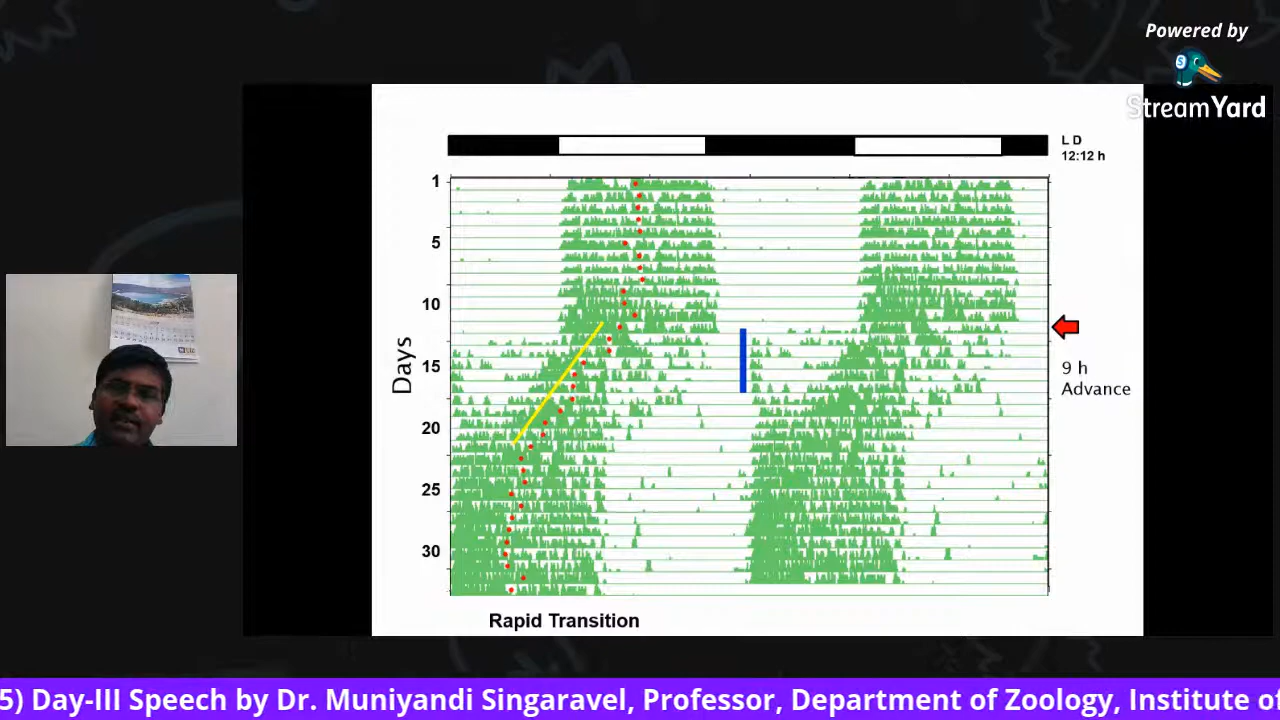 Powered by
StreamYard
L D
12:12 h
1
5
10
15
20
25
30
Days
9 h
Advance
Rapid Transition
5) Day-III Speech by Dr. Muniyandi Singaravel, Professor, Department of Zoology, Institute of